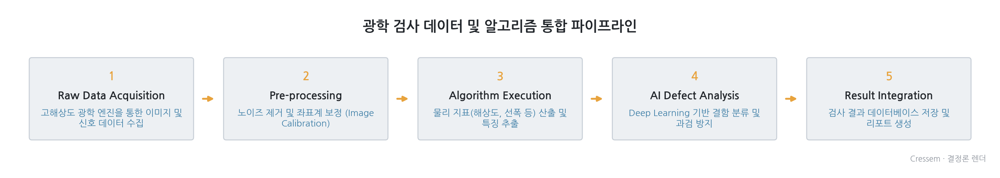 광학 검사 데이터 및 알고리즘 통합 파이프라인
1
Raw Data Acquisition
고해상도 광학 엔진을 통한 이미지 및
신호 데이터 수집
2
Pre-processing
노이즈 제거 및 좌표계 보정 (Image
Calibration)
3
Algorithm Execution
물리 지표(해상도, 선폭 등) 산출 및
특징 추출
4
AI Defect Analysis
Deep Learning 기반 결함 분류 및
과검 방지
5
Result Integration
검사 결과 데이터베이스 저장 및
리포트 생성
Cressem · 결정론 렌더